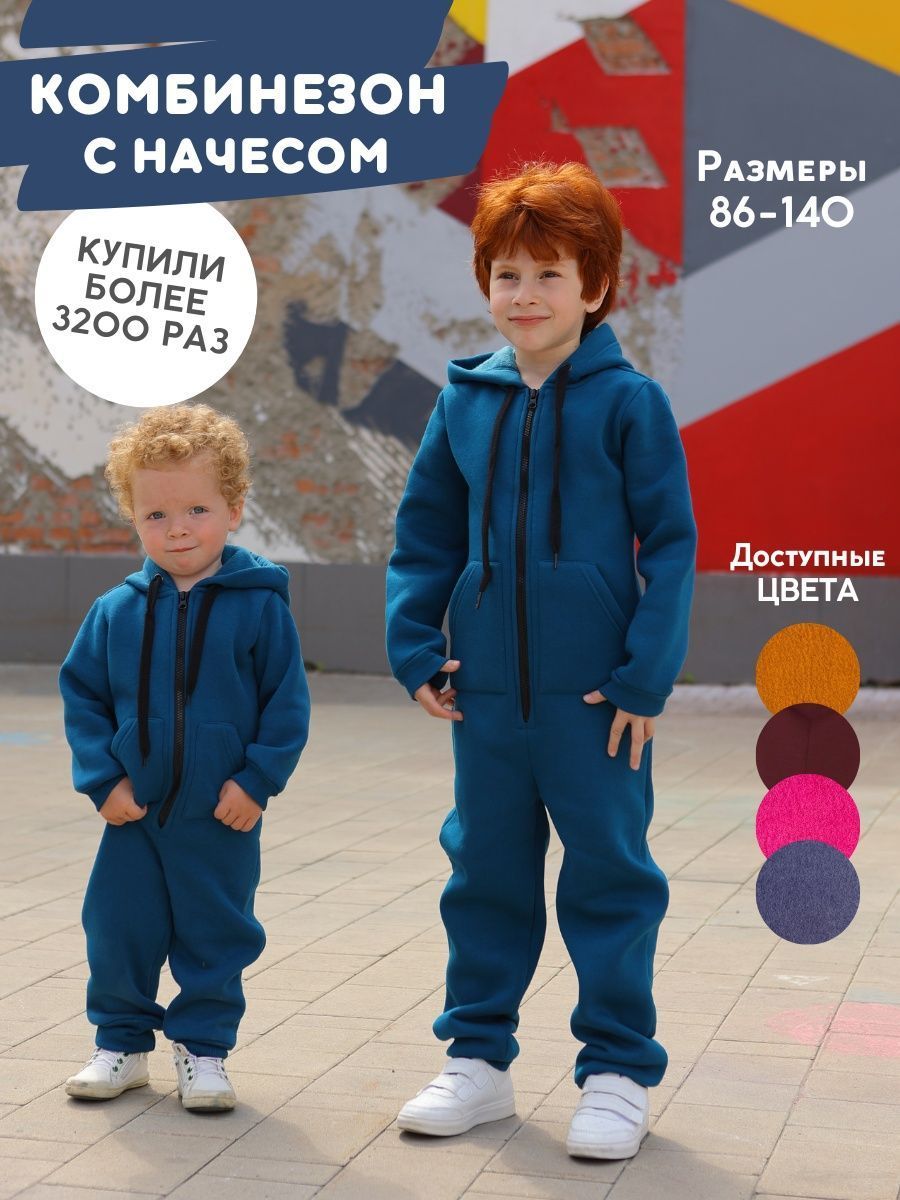 КОМБИНЕЗОН
С НАЧЕСОМ
КУПИЛИ
БОЛЕЕ
3200 РАЗ
Размеры
86-140
Доступные
ЦВЕТА